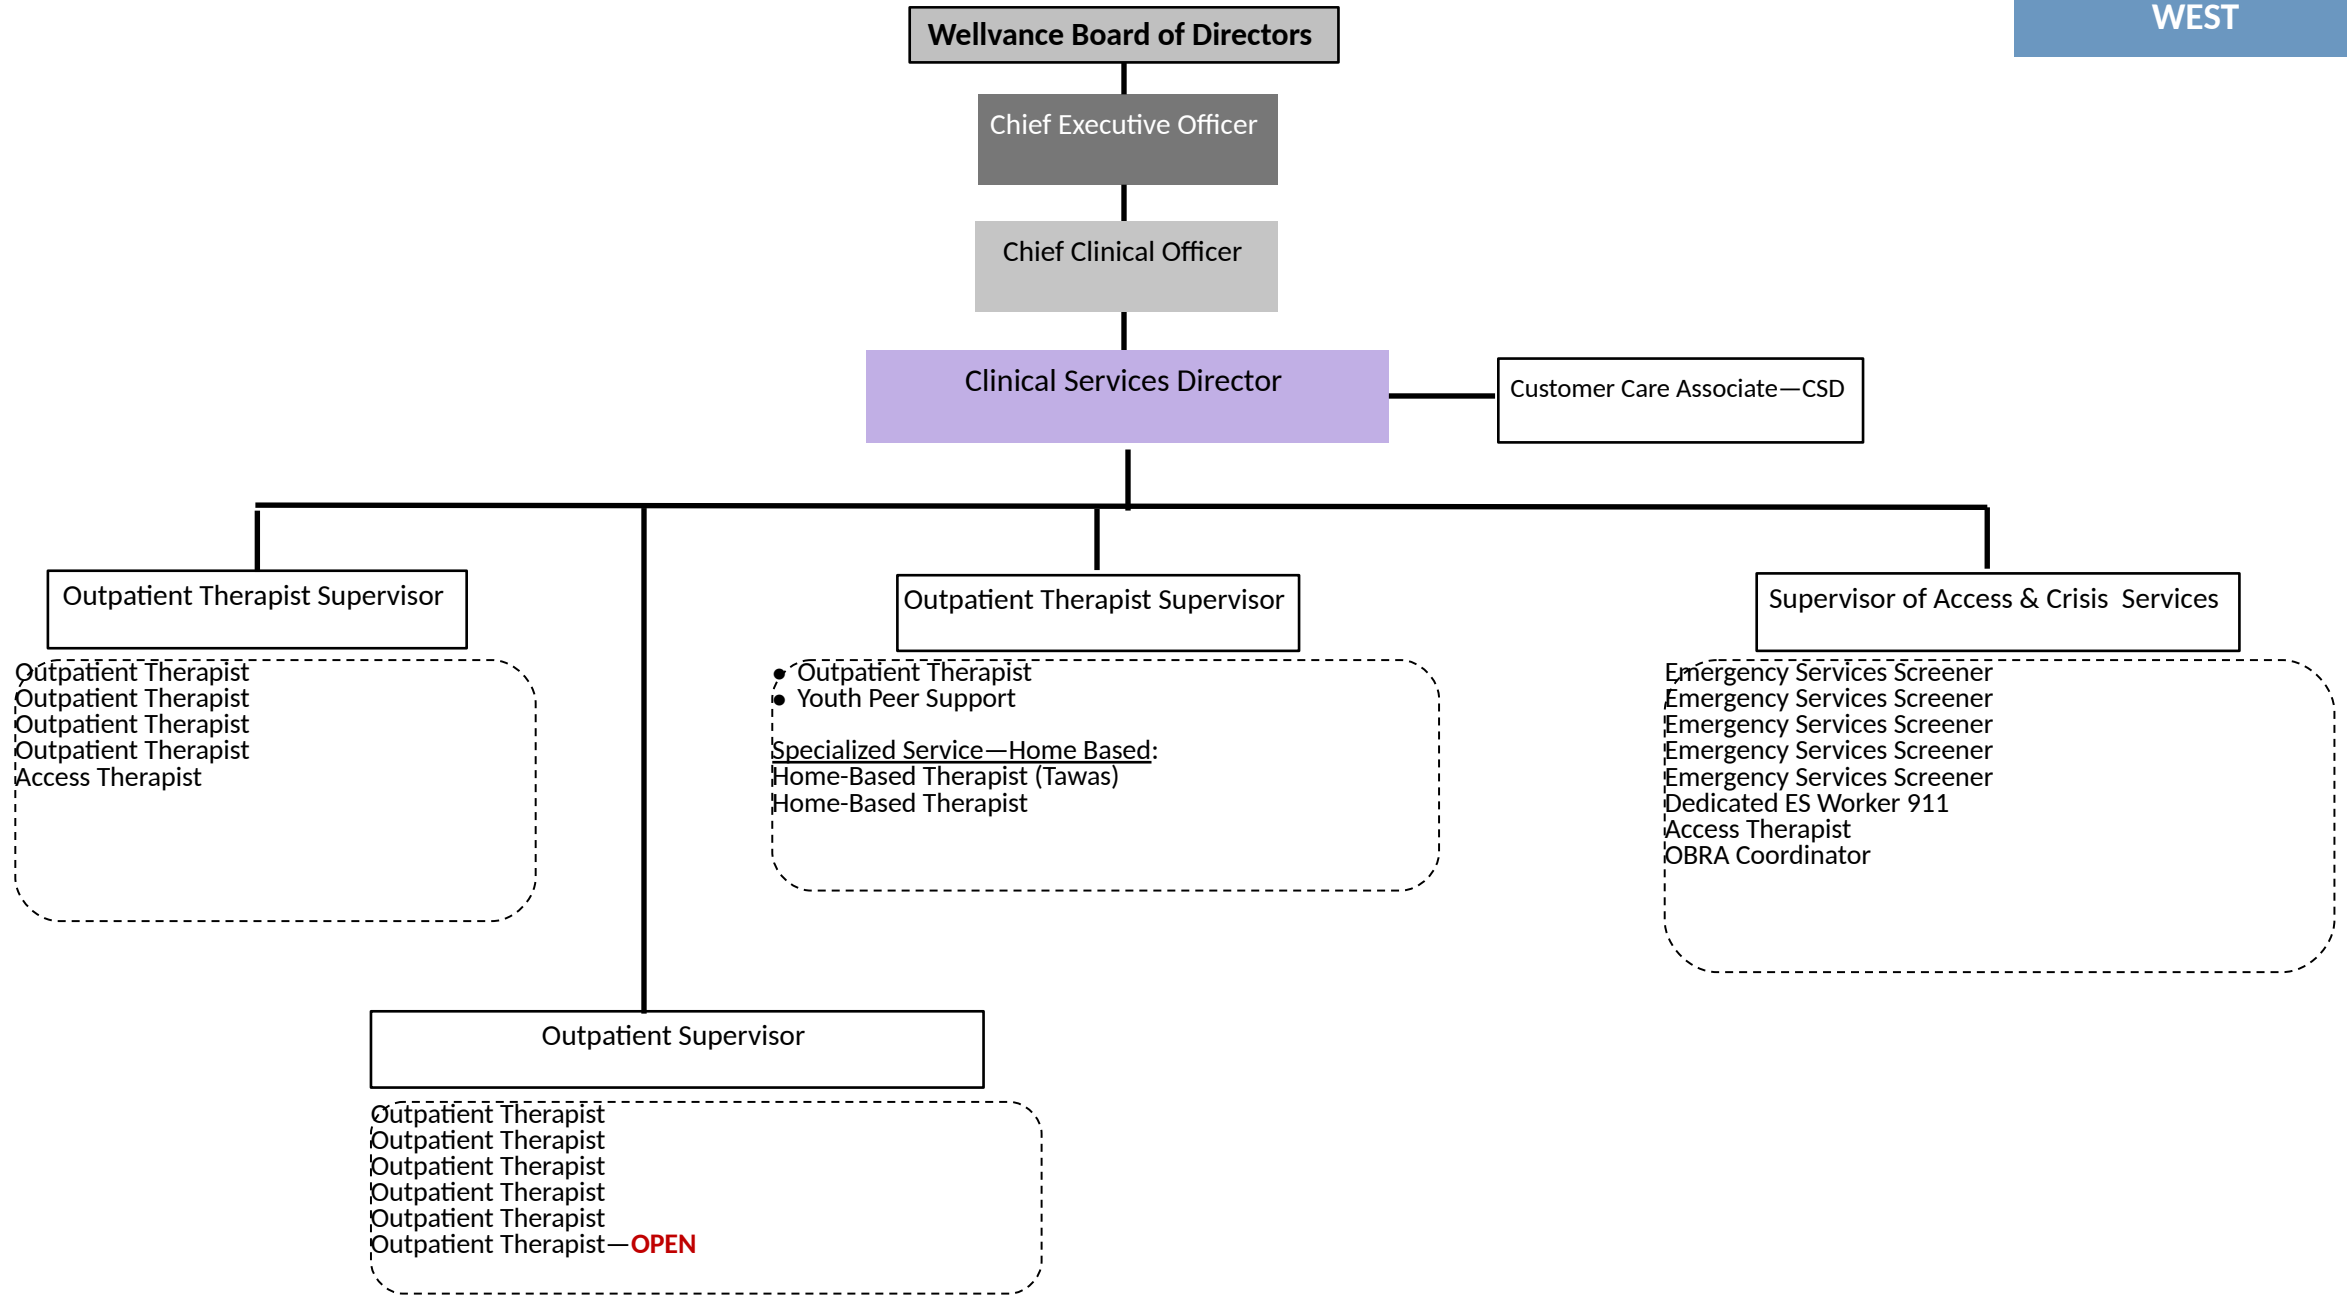 WEST
Wellvance Board of Directors
Chief Executive Officer
Chief Clinical Officer
Clinical Services Director
Customer Care Associate—CSD
Outpatient Therapist Supervisor
Outpatient Therapist
Outpatient Therapist
Outpatient Therapist
Outpatient Therapist
Access Therapist
Outpatient Therapist Supervisor
● Outpatient Therapist
● Youth Peer Support
Specialized Service—Home Based:
Home-Based Therapist (Tawas)
Home-Based Therapist
Supervisor of Access & Crisis  Services
Emergency Services Screener
Emergency Services Screener
Emergency Services Screener
Emergency Services Screener
Emergency Services Screener
Dedicated ES Worker 911
Access Therapist
OBRA Coordinator
Outpatient Supervisor
Outpatient Therapist
Outpatient Therapist
Outpatient Therapist
Outpatient Therapist
Outpatient Therapist
Outpatient Therapist—OPEN